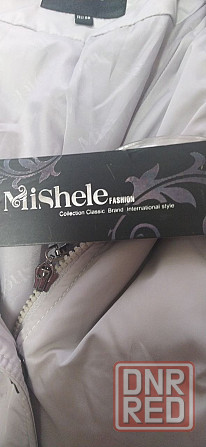 MiShele
FASHION
Collection Classic Brand international style
DNR
RED